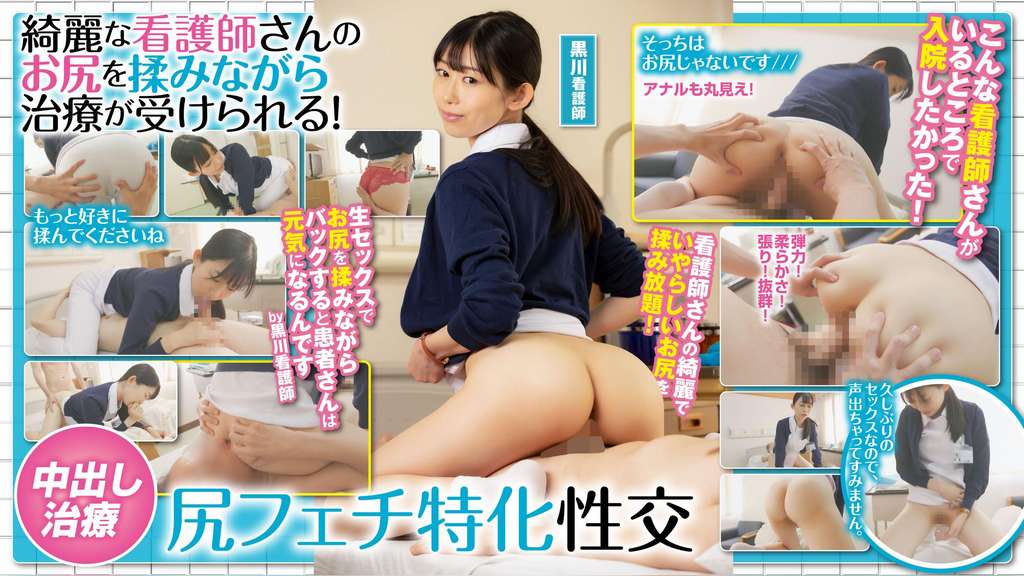 綺麗な看護師さんの
お尻を揉みながら
治療が受けられる!
もっと好きに
揉んでくださいね
生セックスで
お尻を揉みながら
バックすると患者さんは
元気になるんです
by黒川看護師
中出し
治療
尻フェチ特化性交
黒川看護師
看護師さんの綺麗で
いやらしいお尻を
揉み放題!
そっちは
お尻じゃないです///
アナルも丸見え!
こんな看護師さんが
いるところで
入院したかった!
弾力!
柔らかさ!
張り!抜群!
久しぶりの
セックスなので、
声出ちゃってすみません。